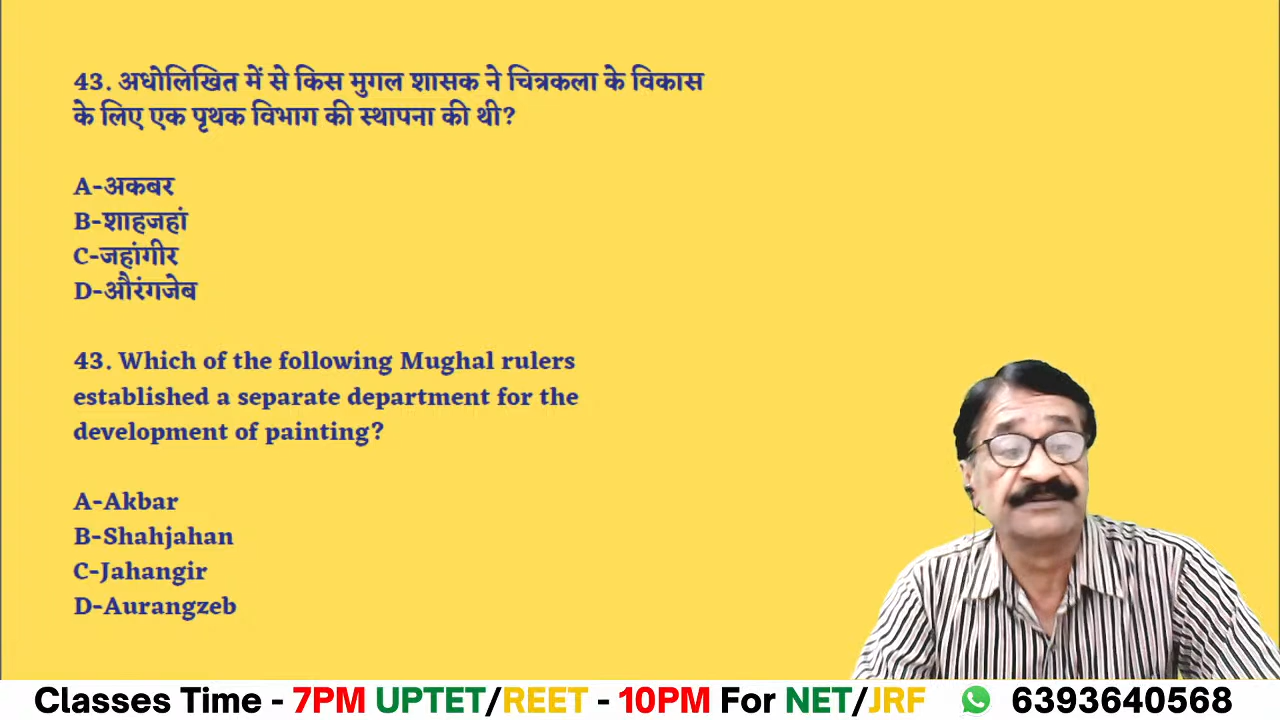 43. अधोलिखित में से किस मुगल शासक ने चित्रकला के विकास
के लिए एक पृथक विभाग की स्थापना की थी?
A-अकबर
B-शाहजहां
C-जहांगीर
D-औरंगजेब
43. Which of the following Mughal rulers
established a separate department for the
development of painting?
A-Akbar
B-Shahjahan
C-Jahangir
D-Aurangzeb
Classes Time - 7PM UPTET/REET - 10PM For NET/JRF 6393640568